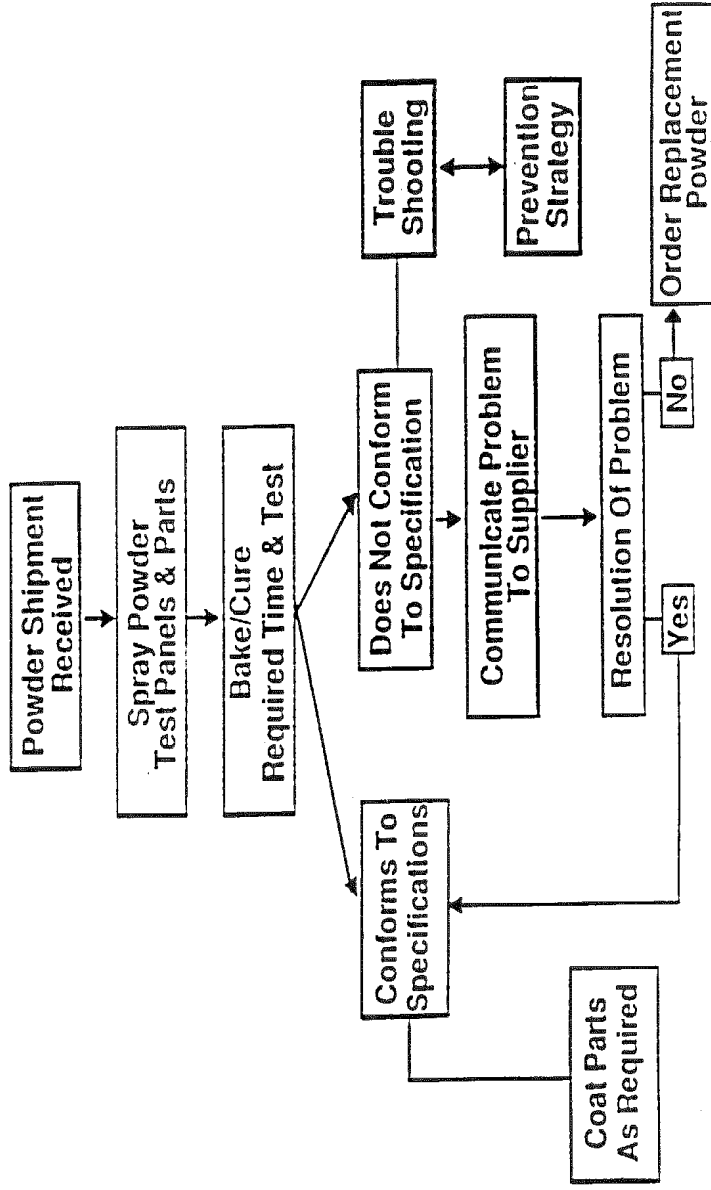 Powder Shipment
Received
Spray Powder
Test Panels & Parts
Bake/Cure
Required Time & Test
Conforms To
Specifications
Does Not Conform
To Specification
Trouble
Shooting
Prevention
Strategy
Communicate Problem
To Supplier
Resolution Of Problem
Yes
No
Order Replacement
Powder
Coat Parts
As Required